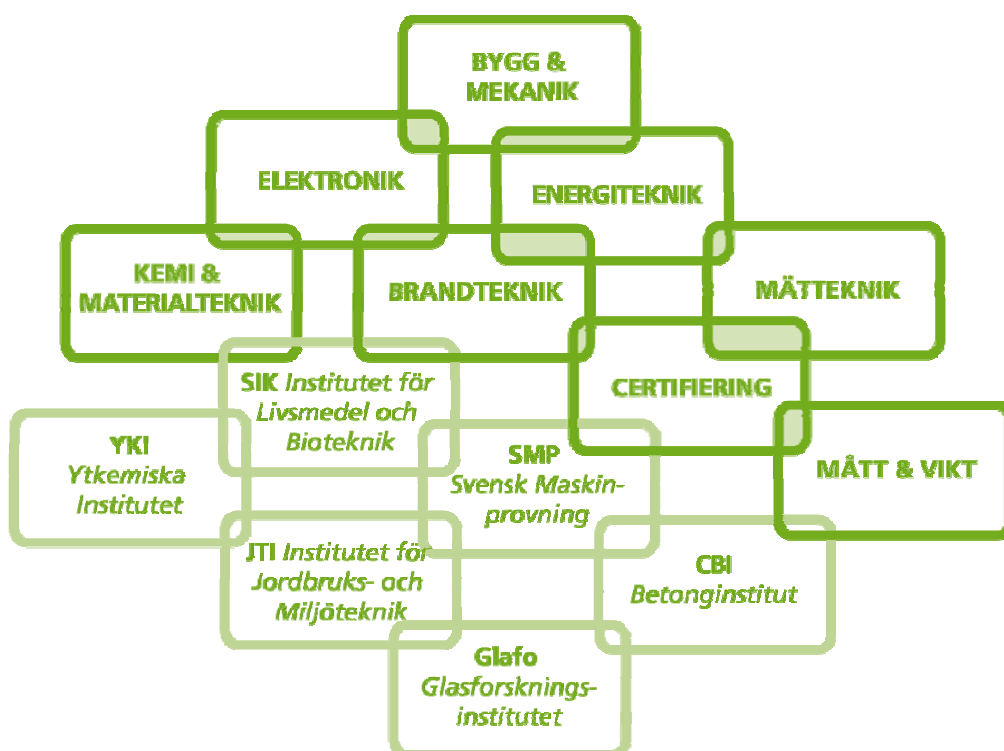 BYGG &
MEKANIK
ELEKTRONIK
ENERGITEKNIK
KEMI &
MATERIALTEKNIK
BRANDTEKNIK
MÄTTEKNIK
SIK Institutet för
Livsmedel och
Bioteknik
CERTIFIERING
YKI
Ytkemiska
Institutet
SMP
Svensk Maskin-
provning
MÅTT & VIKT
JTI Institutet för
Jordbruks- och
Miljöteknik
CBI
Betonginstitut
Glafo
Glasforsknings-
institutet